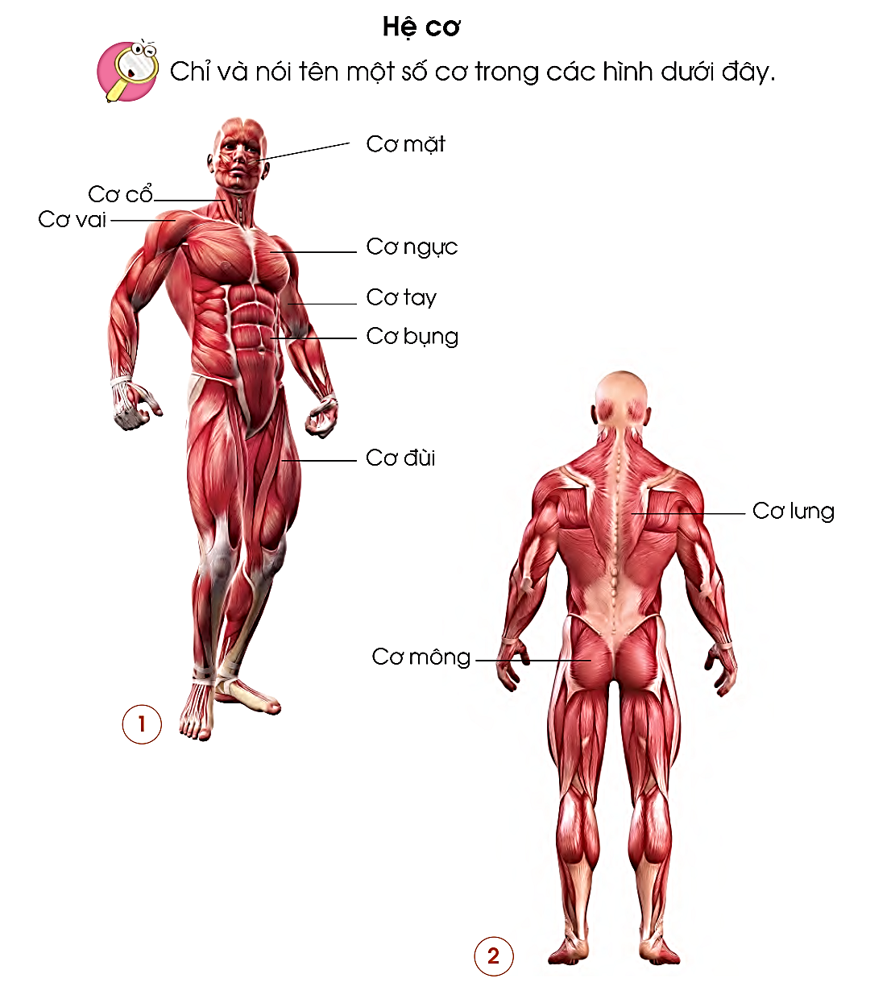 Hệ cơ
Chỉ và nói tên một số cơ trong các hình dưới đây.
Cơ mặt
Cơ cổ
Cơ vai
Cơ ngực
Cơ tay
Cơ bụng
Cơ đùi
Cơ lưng
Cơ mông
1
2